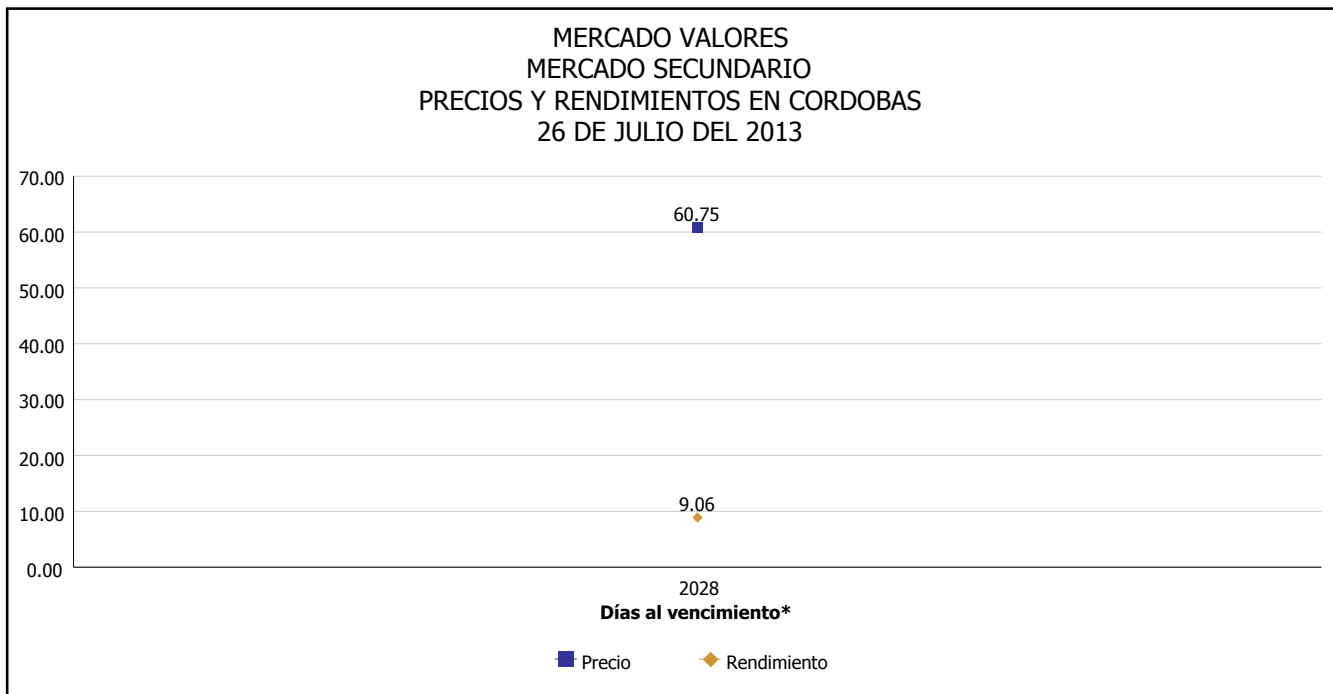 MERCADO VALORES
MERCADO SECUNDARIO
PRECIOS Y RENDIMIENTOS EN CORDOBAS
26 DE JULIO DEL 2013
70.00
60.75
60.00
50.00
40.00
30.00
20.00
9.06
10.00
0.00
2028
Días al vencimiento*
Precio Rendimiento